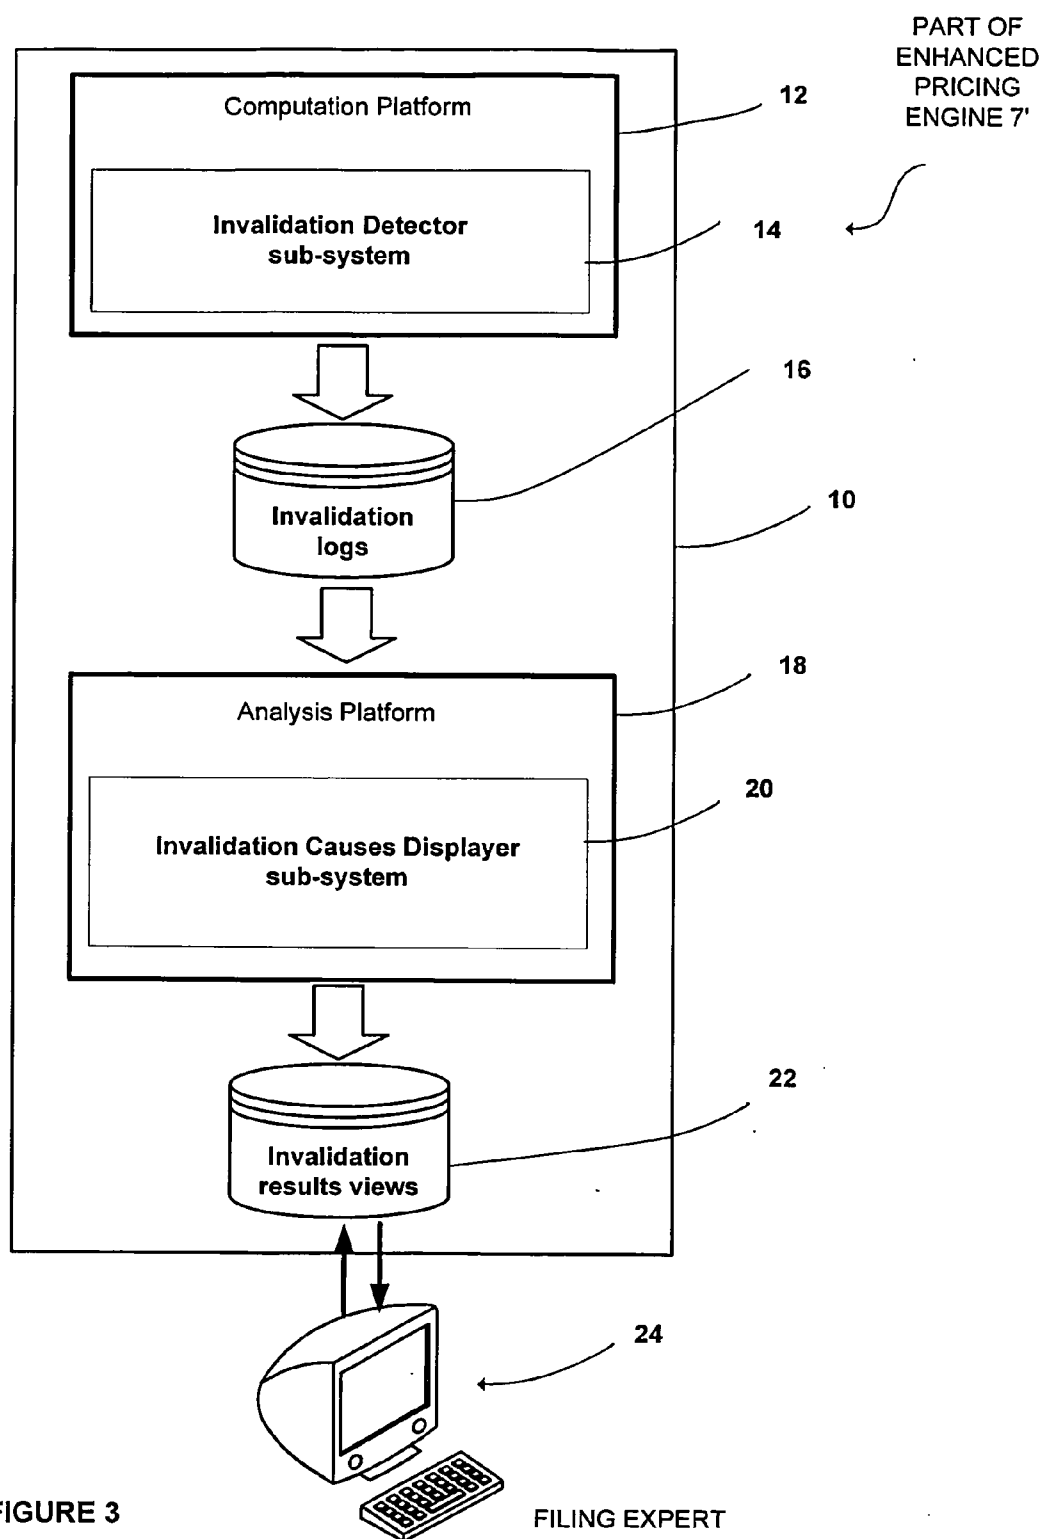 PART OF
ENHANCED
PRICING
ENGINE 7'
Computation Platform
12
Invalidation Detector
sub-system
14
16
Invalidation
logs
10
18
Analysis Platform
20
Invalidation Causes Displayer
sub-system
22
Invalidation
results views
24
FIGURE 3
FILING EXPERT